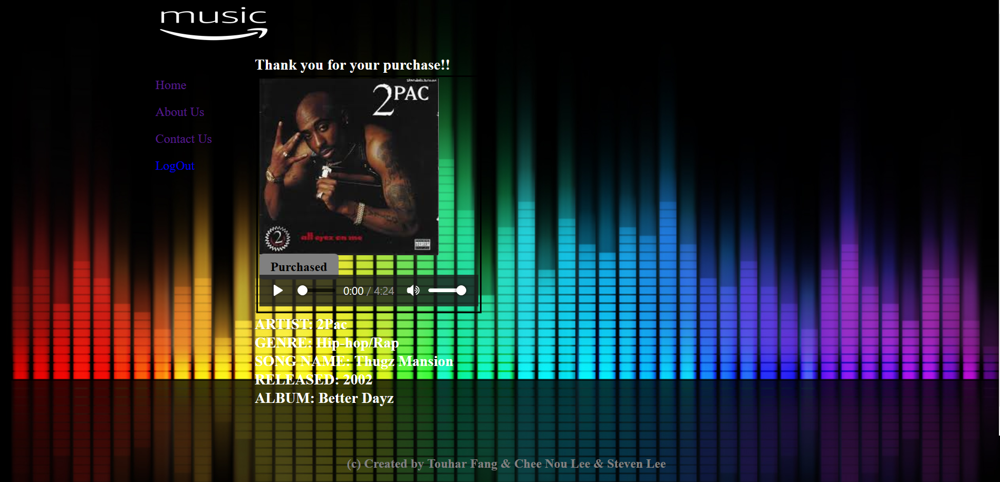 music
Thank you for your purchase!!
Home
About Us
Contact Us
LogOut
2PAC
2
all eyez on me
Purchased
0:00 / 4:24
ARTIST: 2Pac
GENRE: Hip-hop/Rap
SONG NAME: Thugz Mansion
RELEASED: 2002
ALBUM: Better Dayz
(c) Created by Touhar Fang & Chee Nou Lee & Steven Lee